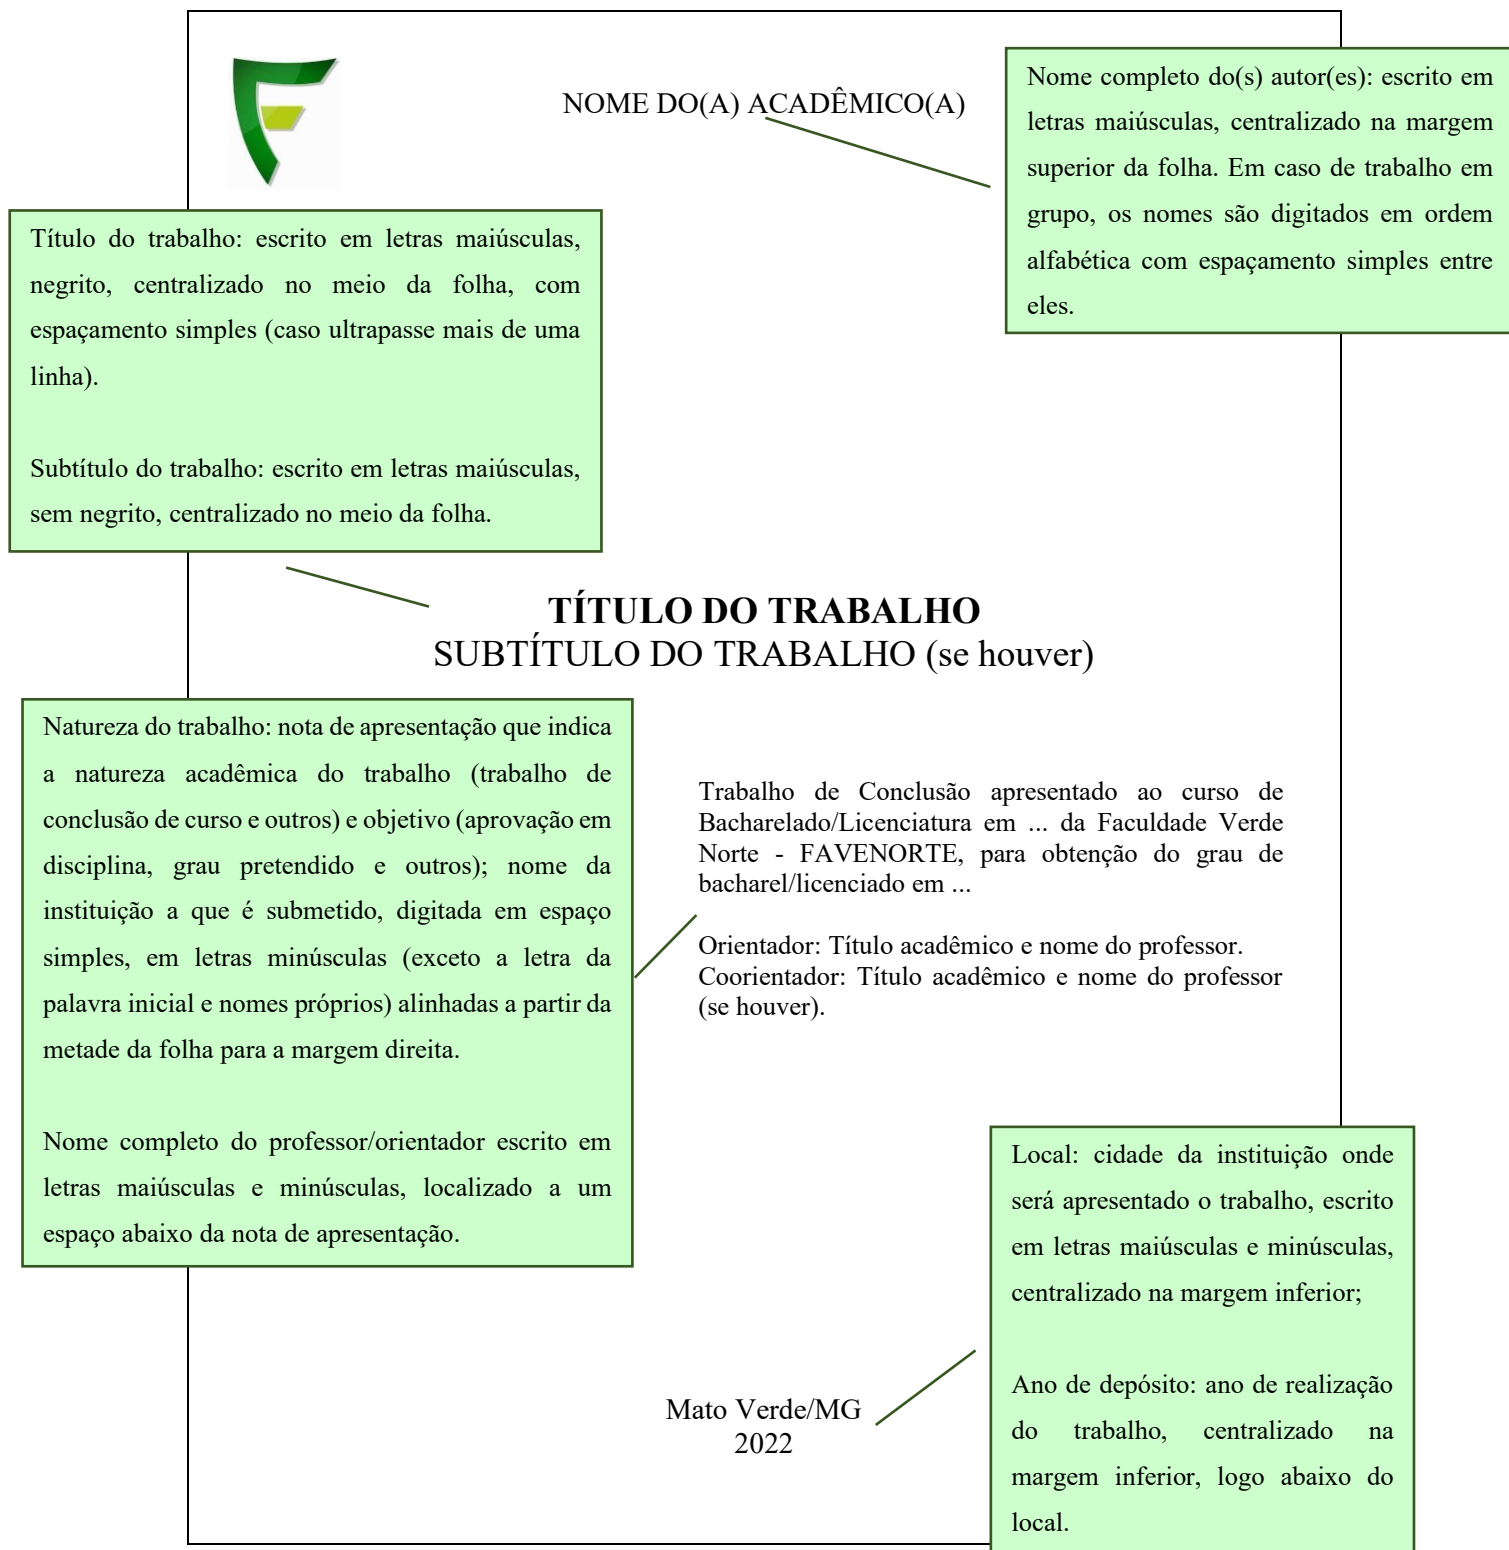 NOME DO(A) ACADÊMICO(A)
Nome completo do(s) autor(es): escrito em
letras maiúsculas, centralizado na margem
superior da folha. Em caso de trabalho em
grupo, os nomes são digitados em ordem
alfabética com espaçamento simples entre
eles.
Título do trabalho: escrito em letras maiúsculas,
negrito, centralizado no meio da folha, com
espaçamento simples (caso ultrapasse mais de uma
linha).
Subtítulo do trabalho: escrito em letras maiúsculas,
sem negrito, centralizado no meio da folha.
TÍTULO DO TRABALHO
SUBTÍTULO DO TRABALHO (se houver)
Natureza do trabalho: nota de apresentação que indica
a natureza acadêmica do trabalho (trabalho de
conclusão de curso e outros) e objetivo (aprovação em
disciplina, grau pretendido e outros); nome da
instituição a que é submetido, digitada em espaço
simples, em letras minúsculas (exceto a letra da
palavra inicial e nomes próprios) alinhadas a partir da
metade da folha para a margem direita.
Nome completo do professor/orientador escrito em
letras maiúsculas e minúsculas, localizado a um
espaço abaixo da nota de apresentação.
Trabalho de Conclusão apresentado ao curso de
Bacharelado/Licenciatura em ... da Faculdade Verde
Norte - FAVENORTE, para obtenção do grau de
bacharel/licenciado em ...
Orientador: Título acadêmico e nome do professor.
Coorientador: Título acadêmico e nome do professor
(se houver).
Local: cidade da instituição onde
será apresentado o trabalho, escrito
em letras maiúsculas e minúsculas,
centralizado na margem inferior;
Ano de depósito: ano de realização
do trabalho, centralizado na
margem inferior, logo abaixo do
local.
Mato Verde/MG
2022